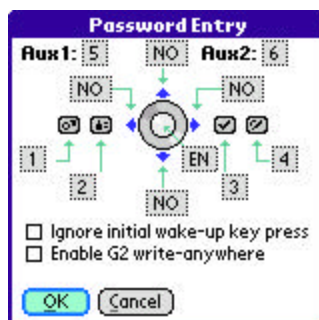 Password Entry
Aux1: 5 NO Aux2: 6
NO NO
1 EN 4
2 3
NO
Ignore initial wake-up key press
Enable G2 write-anywhere
OK Cancel